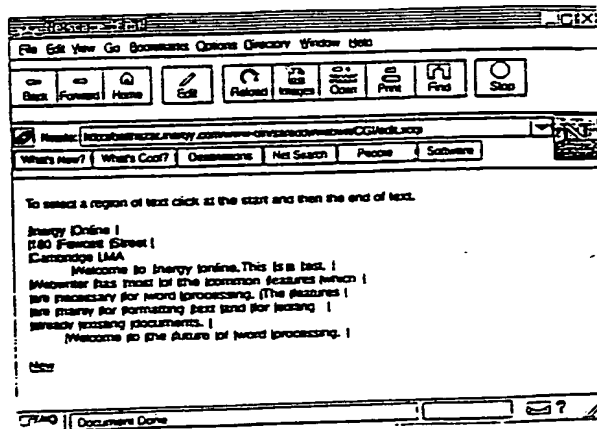 File Edit View Go Bookmarks Options Directory Window Help
Back Forward Home Edit Reload Images Open Print Find Stop
What's New? What's Cool? Destinations Net Search People Software
To select a region of text click at the start and then the end of text.
|Inergy |Online |
|180 |Fawcett |Street |
|Cambridge |,MA
|Welcome |to |Inergy |online.|This |is |a |test. |
|Webwriter |has |most |of |the |common |features |which |
|are |necessary |for |word |processing. |The |features |
|are |mainly |for |formatting |text |and |for |
|already |existing |documents. |
|Welcome |to |the |future |of |word |processing. |
New
Document Done
?